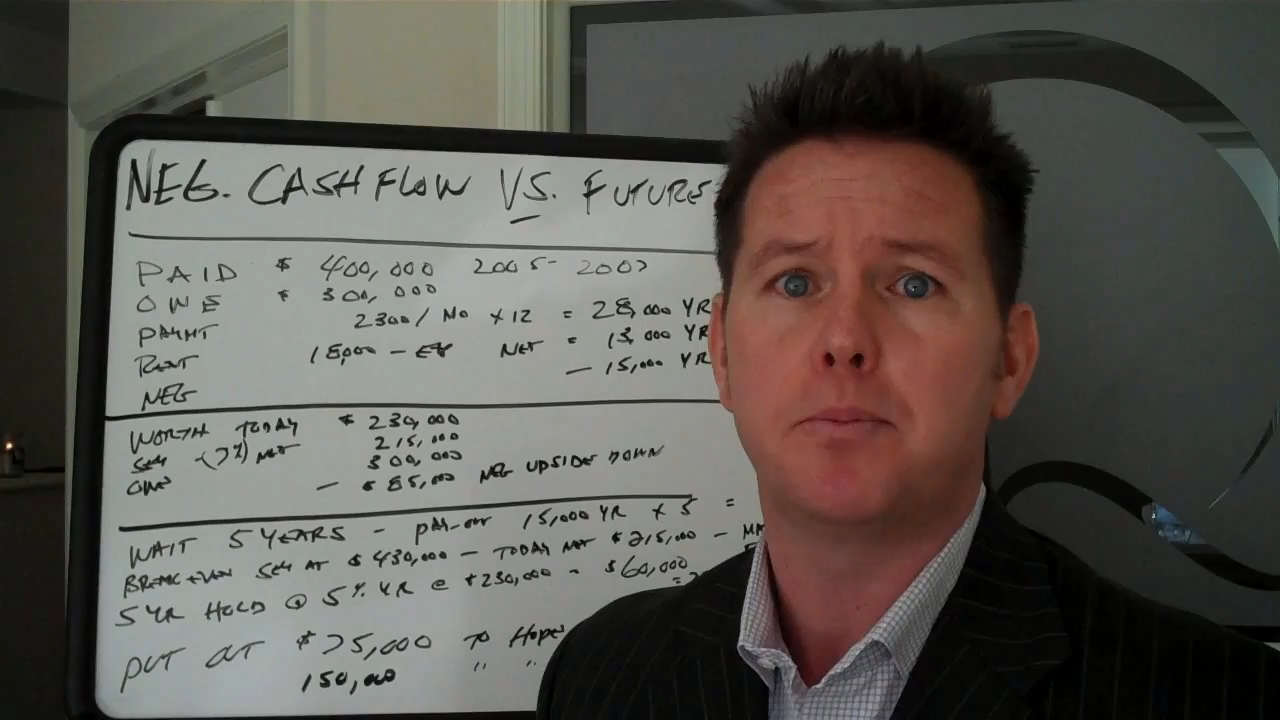 NEG. CASH FLOW VS. FUTURE
PAID $ 400,000 2005-2007
OWE $ 300,000
PAYMT 2300/MO X12 = 28,000 YR
RENT 18,000 - EX NET = 13,000 YR
NEG — 15,000 YR
WORTH TODAY $ 230,000
SELL (7%) NET 215,000
OWE 300,000
— $ 85,000 NEG UPSIDE DOWN
WAIT 5 YEARS - PAY-OUT 15,000 YR X 5 =
BREAK EVEN SELL AT $ 430,000 — TODAY NET $ 215,000 —
5 YR HOLD @ 5% YR @ $230,000 = $60,000
PUT OUT $ 75,000 TO HOPE
150,000 " "